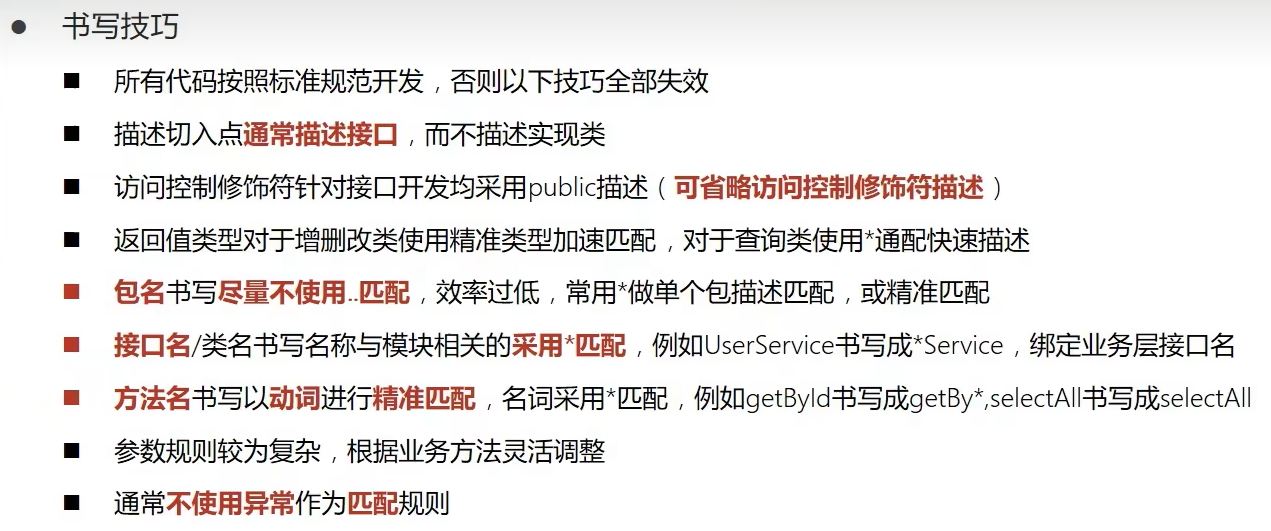 书写技巧
所有代码按照标准规范开发，否则以下技巧全部失效
描述切入点通常描述接口，而不描述实现类
访问控制修饰符针对接口开发均采用public描述（可省略访问控制修饰符描述）
返回值类型对于增删改类使用精准类型加速匹配，对于查询类使用*通配快速描述
包名书写尽量不使用..匹配，效率过低，常用*做单个包描述匹配，或精准匹配
接口名/类名书写名称与模块相关的采用*匹配，例如UserService书写成*Service，绑定业务层接口名
方法名书写以动词进行精准匹配，名词采用*匹配，例如getById书写成getBy*,selectAll书写成selectAll
参数规则较为复杂，根据业务方法灵活调整
通常不使用异常作为匹配规则